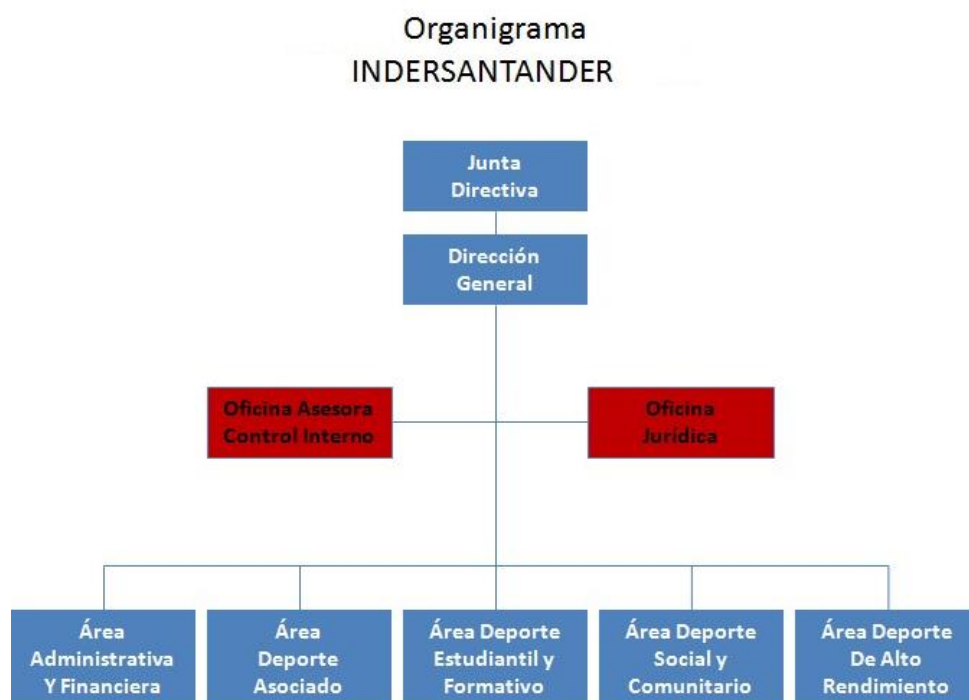 Organigrama
INDERSANTANDER
Junta
Directiva
Dirección
General
Oficina Asesora
Control Interno
Oficina
Jurídica
Área
Administrativa
Y Financiera
Área
Deporte
Asociado
Área Deporte
Estudiantil y
Formativo
Área Deporte
Social y
Comunitario
Área Deporte
De Alto
Rendimiento